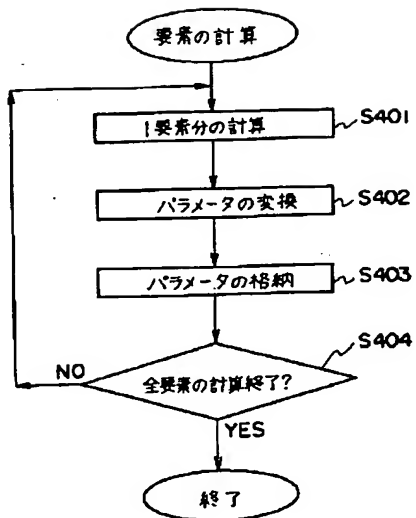 要素の計算
1要素分の計算
S401
パラメータの変換
S402
パラメータの格納
S403
S404
全要素の計算終了?
NO
YES
終了